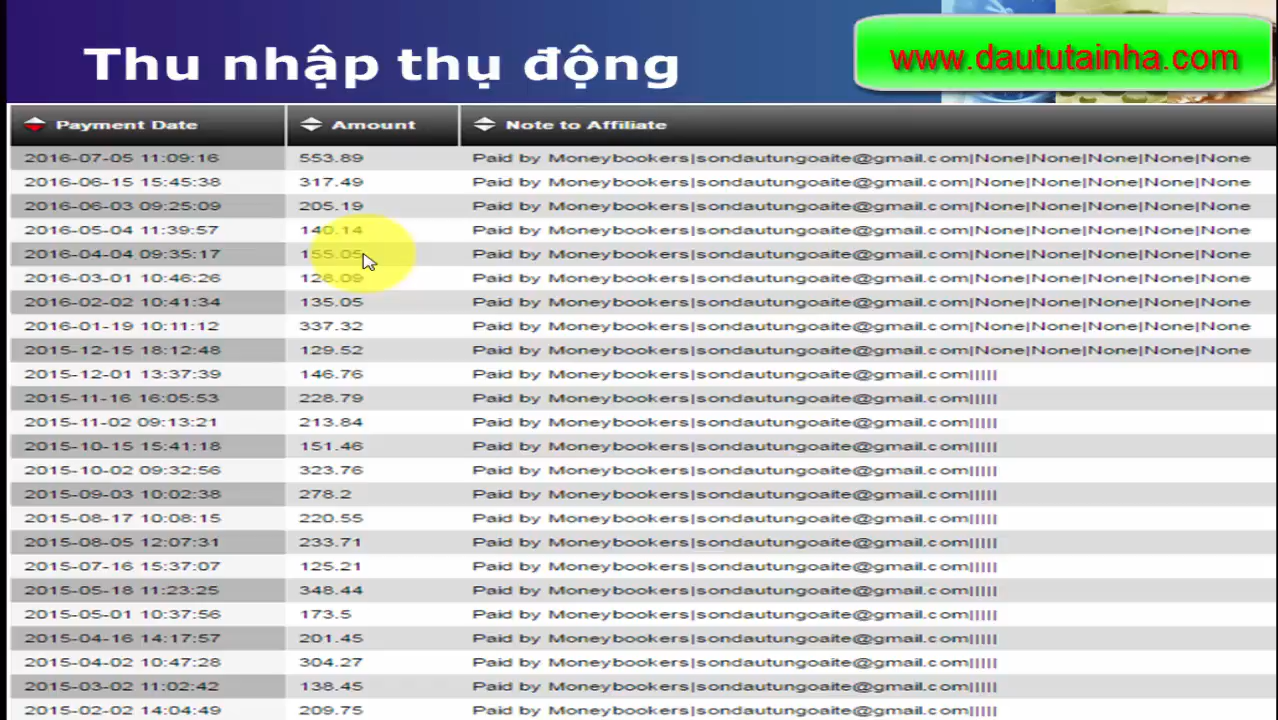 Thu nhập thụ động
www.daututainha.com
Payment Date Amount Note to Affiliate
2016-07-05 11:09:16 553.89 Paid by Moneybookers|sondautungoaite@gmail.com|None|None|None|None|None
2016-06-15 15:45:38 317.49 Paid by Moneybookers|sondautungoaite@gmail.com|None|None|None|None|None
2016-06-03 09:25:09 205.19 Paid by Moneybookers|sondautungoaite@gmail.com|None|None|None|None|None
2016-05-04 11:39:57 140.14 Paid by Moneybookers|sondautungoaite@gmail.com|None|None|None|None|None
2016-04-04 09:35:17 155.05 Paid by Moneybookers|sondautungoaite@gmail.com|None|None|None|None|None
2016-03-01 10:46:26 128.09 Paid by Moneybookers|sondautungoaite@gmail.com|None|None|None|None|None
2016-02-02 10:41:34 135.05 Paid by Moneybookers|sondautungoaite@gmail.com|None|None|None|None|None
2016-01-19 10:11:12 337.32 Paid by Moneybookers|sondautungoaite@gmail.com|None|None|None|None|None
2015-12-15 18:12:48 129.52 Paid by Moneybookers|sondautungoaite@gmail.com|None|None|None|None|None
2015-12-01 13:37:39 146.76 Paid by Moneybookers|sondautungoaite@gmail.com|||||
2015-11-16 16:05:53 228.79 Paid by Moneybookers|sondautungoaite@gmail.com|||||
2015-11-02 09:13:21 213.84 Paid by Moneybookers|sondautungoaite@gmail.com|||||
2015-10-15 15:41:18 151.46 Paid by Moneybookers|sondautungoaite@gmail.com|||||
2015-10-02 09:32:56 323.76 Paid by Moneybookers|sondautungoaite@gmail.com|||||
2015-09-03 10:02:38 278.2 Paid by Moneybookers|sondautungoaite@gmail.com|||||
2015-08-17 10:08:15 220.55 Paid by Moneybookers|sondautungoaite@gmail.com|||||
2015-08-05 12:07:31 233.71 Paid by Moneybookers|sondautungoaite@gmail.com|||||
2015-07-16 15:37:07 125.21 Paid by Moneybookers|sondautungoaite@gmail.com|||||
2015-05-18 11:23:25 348.44 Paid by Moneybookers|sondautungoaite@gmail.com|||||
2015-05-01 10:37:56 173.5 Paid by Moneybookers|sondautungoaite@gmail.com|||||
2015-04-16 14:17:57 201.45 Paid by Moneybookers|sondautungoaite@gmail.com|||||
2015-04-02 10:47:28 304.27 Paid by Moneybookers|sondautungoaite@gmail.com|||||
2015-03-02 11:02:42 138.45 Paid by Moneybookers|sondautungoaite@gmail.com|||||
2015-02-02 14:04:49 209.75 Paid by Moneybookers|sondautungoaite@gmail.com|||||